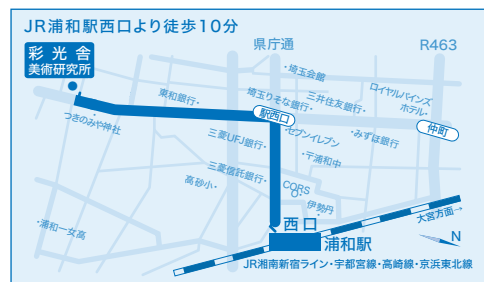 JR浦和駅西口より徒歩10分
県庁通
R463
彩光舎
美術研究所
埼玉会館
東和銀行
埼玉りそな銀行
三井住友銀行
ロイヤルパインズ
ホテル
駅西口
仲町
つきのみや神社
三菱UFJ銀行
セブンイレブン
みずほ銀行
〒浦和中
三菱信託銀行
高砂小
CORSO
伊勢丹
浦和一女高
西口
大宮方面→
浦和駅
N
JR湘南新宿ライン・宇都宮線・高崎線・京浜東北線